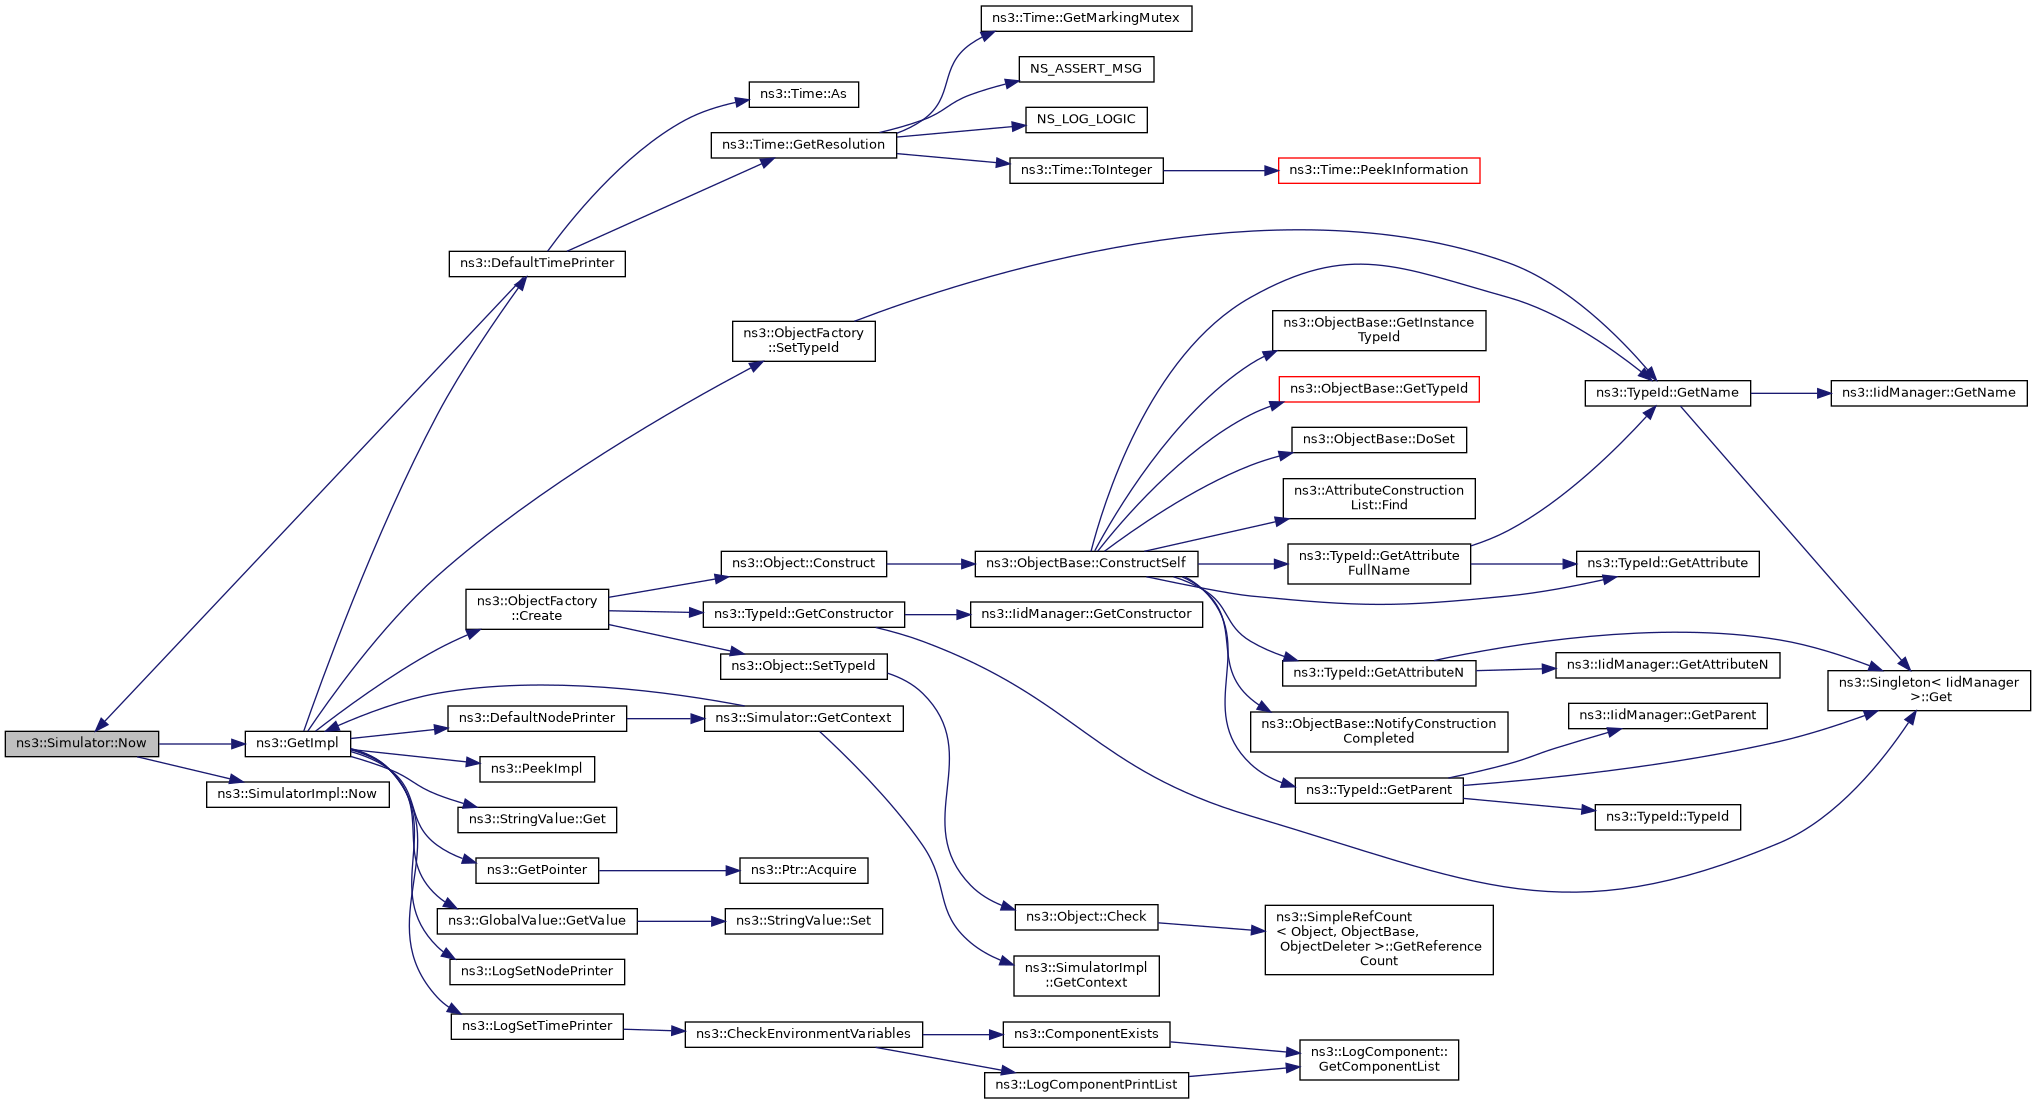 ns3::Time::GetMarkingMutex
NS_ASSERT_MSG
ns3::Time::As
NS_LOG_LOGIC
ns3::Time::GetResolution
ns3::Time::ToInteger
ns3::Time::PeekInformation
ns3::DefaultTimePrinter
ns3::ObjectFactory
::SetTypeId
ns3::ObjectBase::GetInstance
TypeId
ns3::ObjectBase::GetTypeId
ns3::TypeId::GetName
ns3::IidManager::GetName
ns3::ObjectBase::DoSet
ns3::AttributeConstruction
List::Find
ns3::Object::Construct
ns3::ObjectBase::ConstructSelf
ns3::TypeId::GetAttribute
FullName
ns3::TypeId::GetAttribute
ns3::ObjectFactory
::Create
ns3::TypeId::GetConstructor
ns3::IidManager::GetConstructor
ns3::Object::SetTypeId
ns3::TypeId::GetAttributeN
ns3::IidManager::GetAttributeN
ns3::Singleton< IidManager
>::Get
ns3::DefaultNodePrinter
ns3::Simulator::GetContext
ns3::ObjectBase::NotifyConstruction
Completed
ns3::IidManager::GetParent
ns3::Simulator::Now
ns3::GetImpl
ns3::PeekImpl
ns3::SimulatorImpl::Now
ns3::TypeId::GetParent
ns3::StringValue::Get
ns3::TypeId::TypeId
ns3::GetPointer
ns3::Ptr::Acquire
ns3::GlobalValue::GetValue
ns3::StringValue::Set
ns3::Object::Check
ns3::SimpleRefCount
< Object, ObjectBase,
ObjectDeleter >::GetReference
Count
ns3::LogSetNodePrinter
ns3::SimulatorImpl
::GetContext
ns3::LogSetTimePrinter
ns3::CheckEnvironmentVariables
ns3::ComponentExists
ns3::LogComponent::
GetComponentList
ns3::LogComponentPrintList